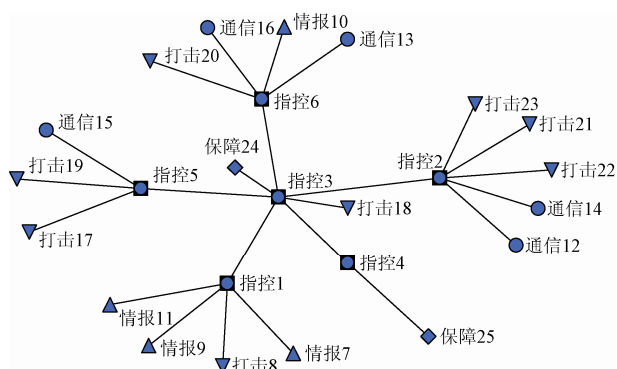 通信16
情报10
通信13
打击20
指控6
打击23
打击21
通信15
保障24
指控2
打击22
打击19
指控5
指控3
打击18
通信14
打击17
通信12
指控4
指控1
情报11
保障25
情报9
情报7
打击8